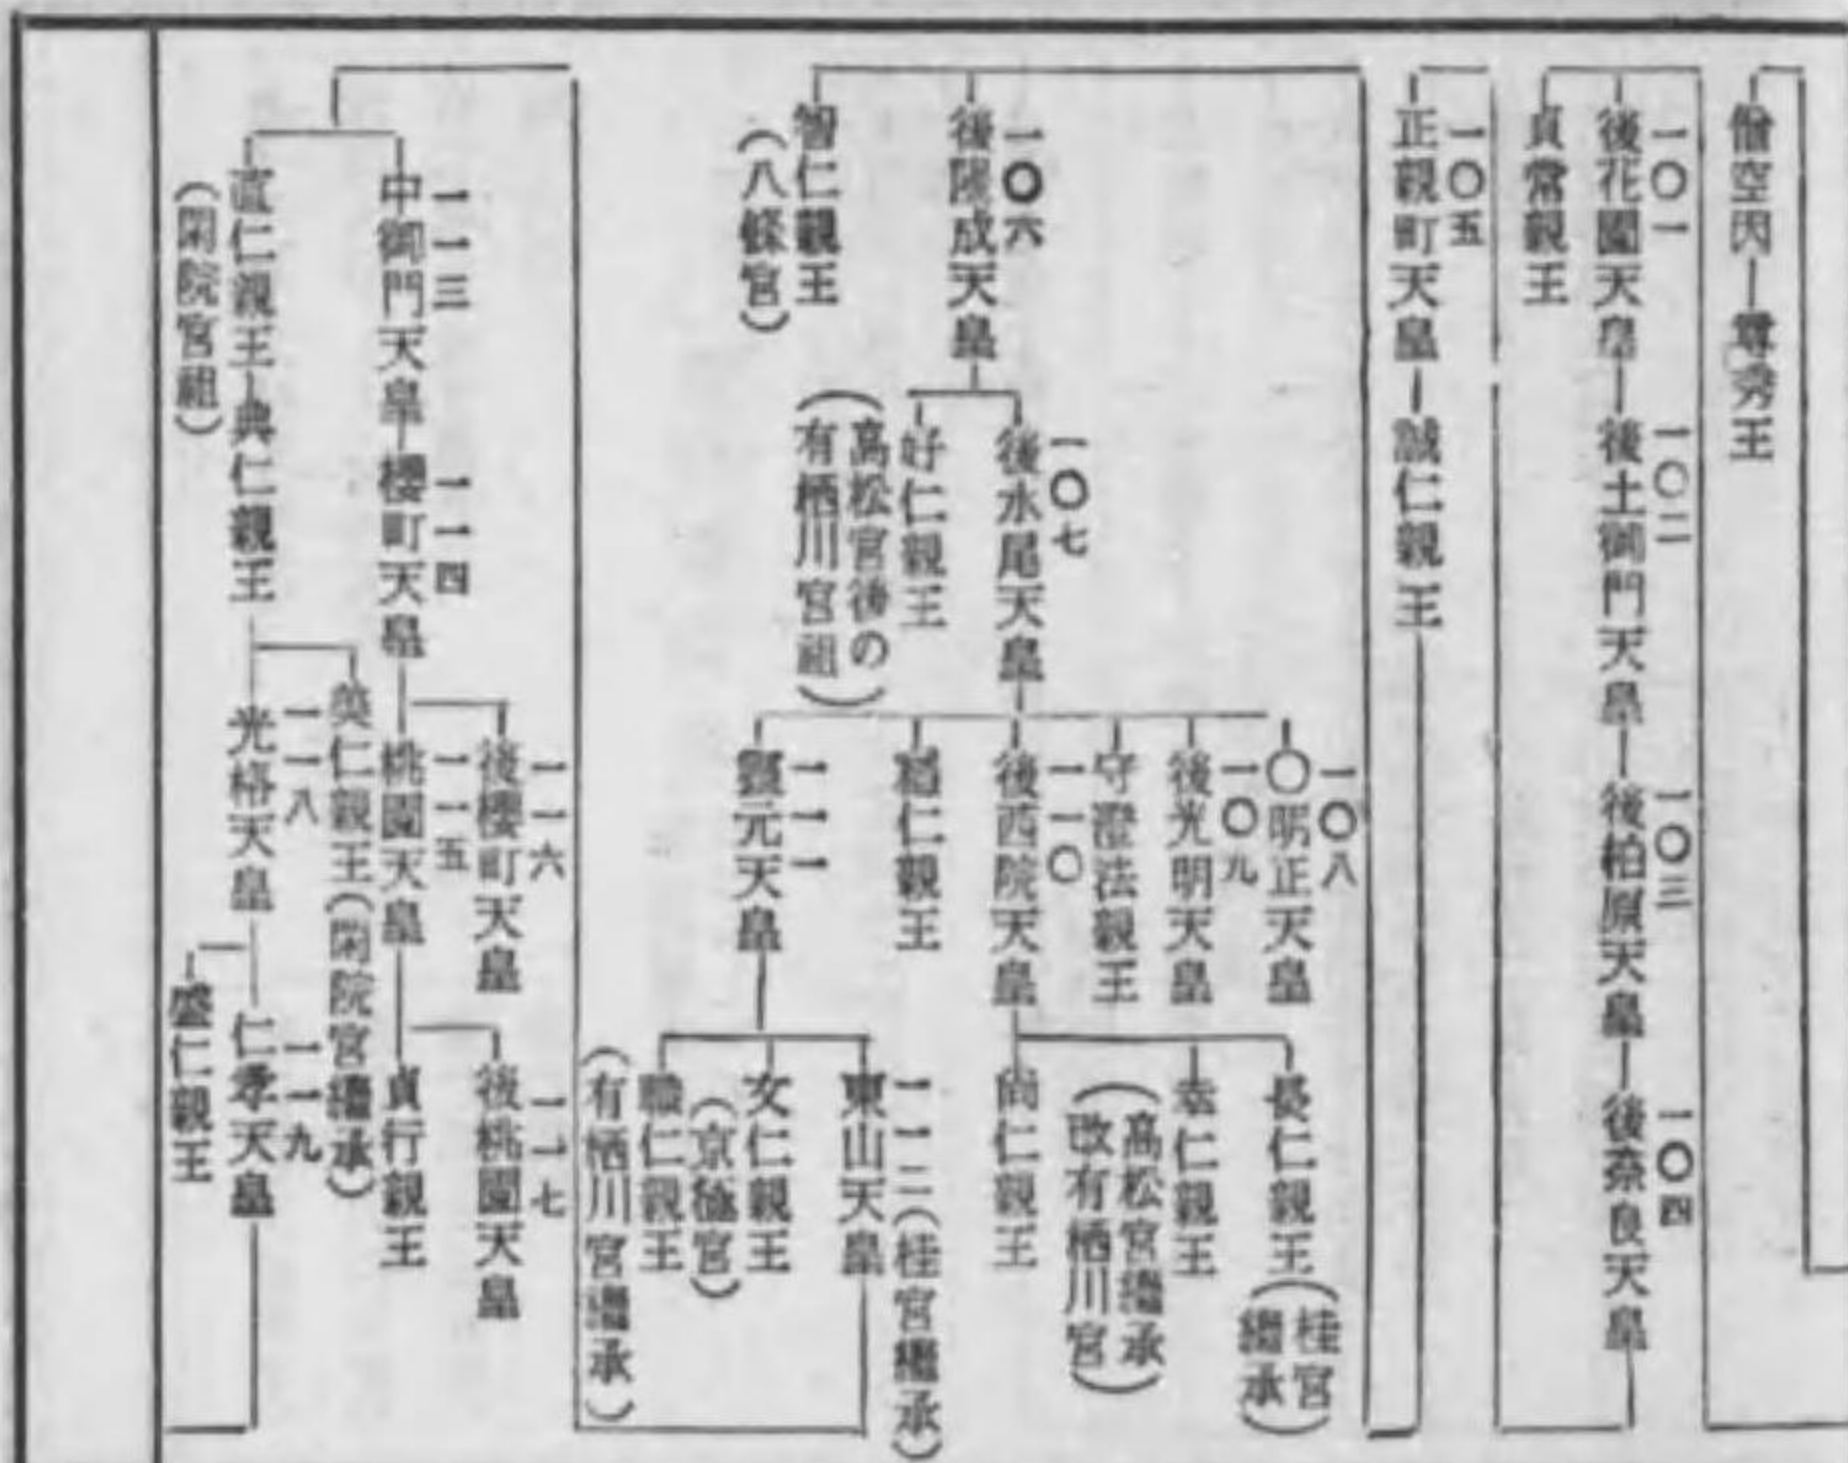 僧空因―尊秀王
一〇一
後花園天皇―
一〇二
後土御門天皇―
一〇三
後柏原天皇―
一〇四
後奈良天皇
貞常親王
一〇五
正親町天皇―誠仁親王
一〇六
後陽成天皇
智仁親王
(八條宮)
一〇七
後水尾天皇
好仁親王
(高松宮後の
有栖川宮祖)
一〇八
〇明正天皇
一〇九
後光明天皇
守澄法親王
一一〇
後西院天皇
親王
一一一
靈元天皇
長仁親王(桂宮
繼承)
幸仁親王
(高松宮繼承
改有栖川宮)
尚仁親王
一一二(桂宮繼承)
東山天皇
女仁親王
(京極宮)
職仁親王
(有栖川宮繼承)
一一三
中御門天皇―
一一四
櫻町天皇
直仁親王―典仁親王
(閑院宮祖)
一一六
後櫻町天皇
一一五
桃園天皇
一一七
後桃園天皇
貞行親王
美仁親王(閑院宮繼承)
一一八
光格天皇
一一九
仁孝天皇
盛仁親王